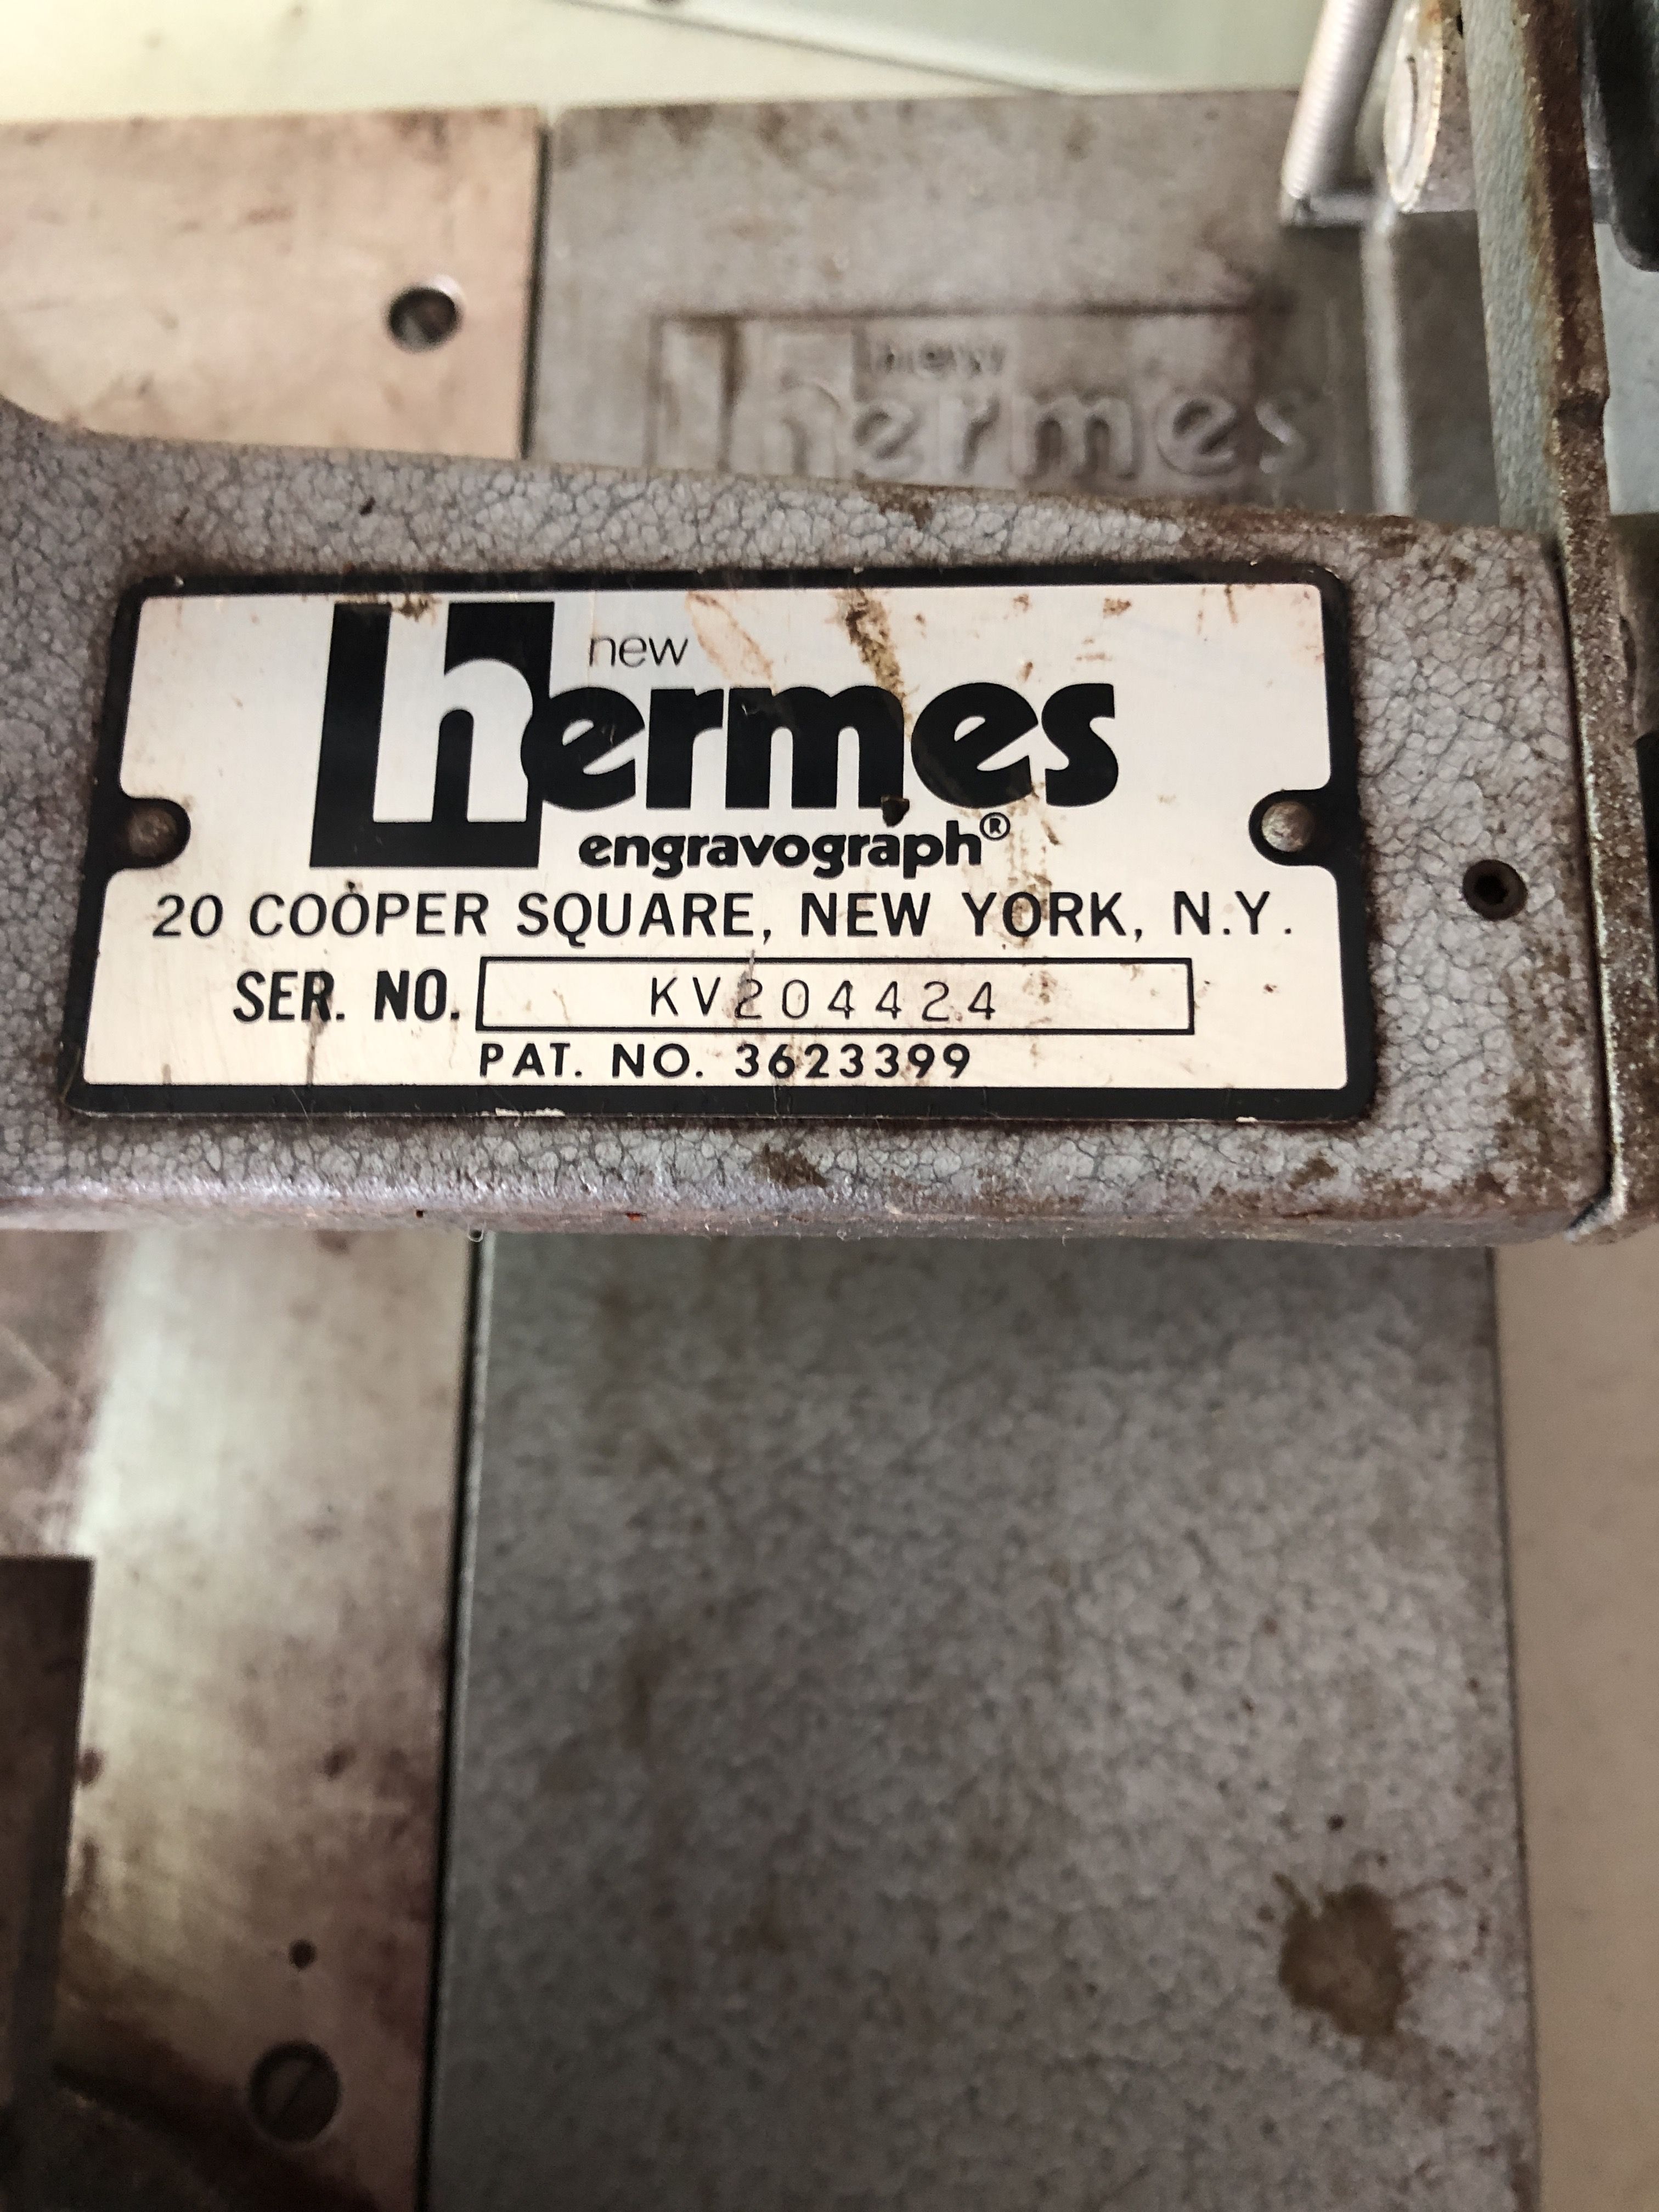 new
hermes
new
hermes
engravograph®
20 COOPER SQUARE, NEW YORK, N.Y.
SER. NO. KV204424
PAT. NO. 3623399